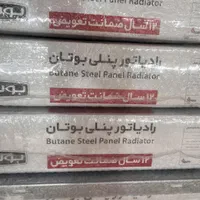 ۱۲ سال ضمانت تعویض
رادیاتور پنلی بوتان
Butane Steel Panel Radiator
۱۲ سال ضمانت تعویض
بوتان
رادیاتور پنلی بوتان
Butane Steel Panel Radiator
۱۲ سال ضمانت تعویض